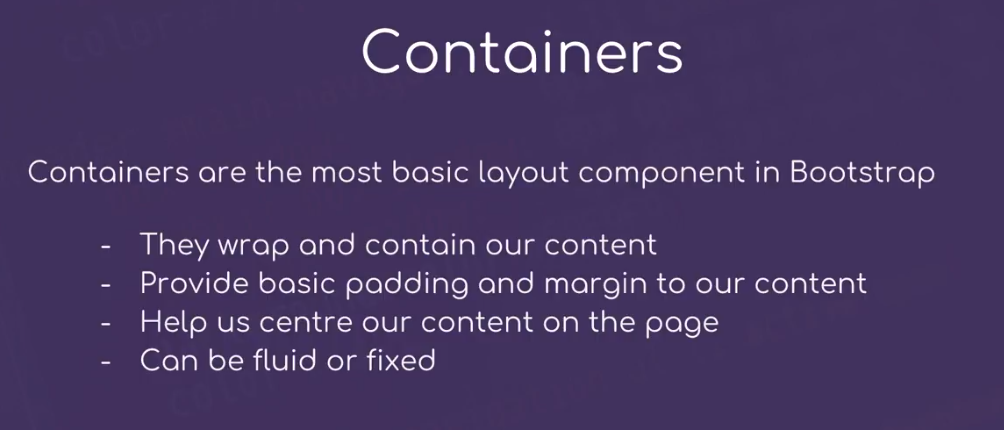 Containers
Containers are the most basic layout component in Bootstrap
- They wrap and contain our content
- Provide basic padding and margin to our content
- Help us centre our content on the page
- Can be fluid or fixed